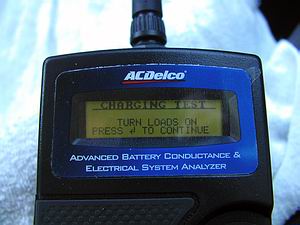 ACDelco
CHARGING TEST
TURN LOADS ON
PRESS ↵ TO CONTINUE
ADVANCED BATTERY CONDUCTANCE &
ELECTRICAL SYSTEM ANALYZER